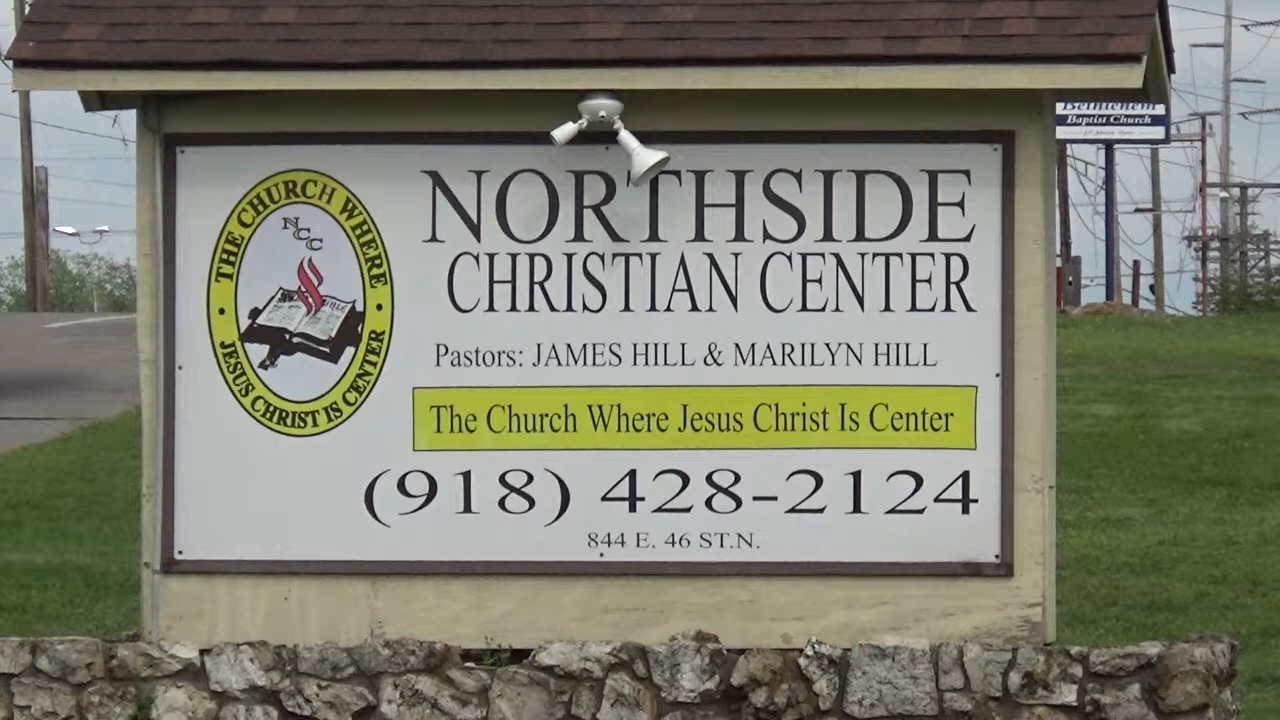 THE CHURCH WHERE
JESUS CHRIST IS CENTER
NCC
NORTHSIDE
CHRISTIAN CENTER
Pastors: JAMES HILL & MARILYN HILL
The Church Where Jesus Christ Is Center
(918) 428-2124
844 E. 46 ST.N.
Bethlehem
Baptist Church